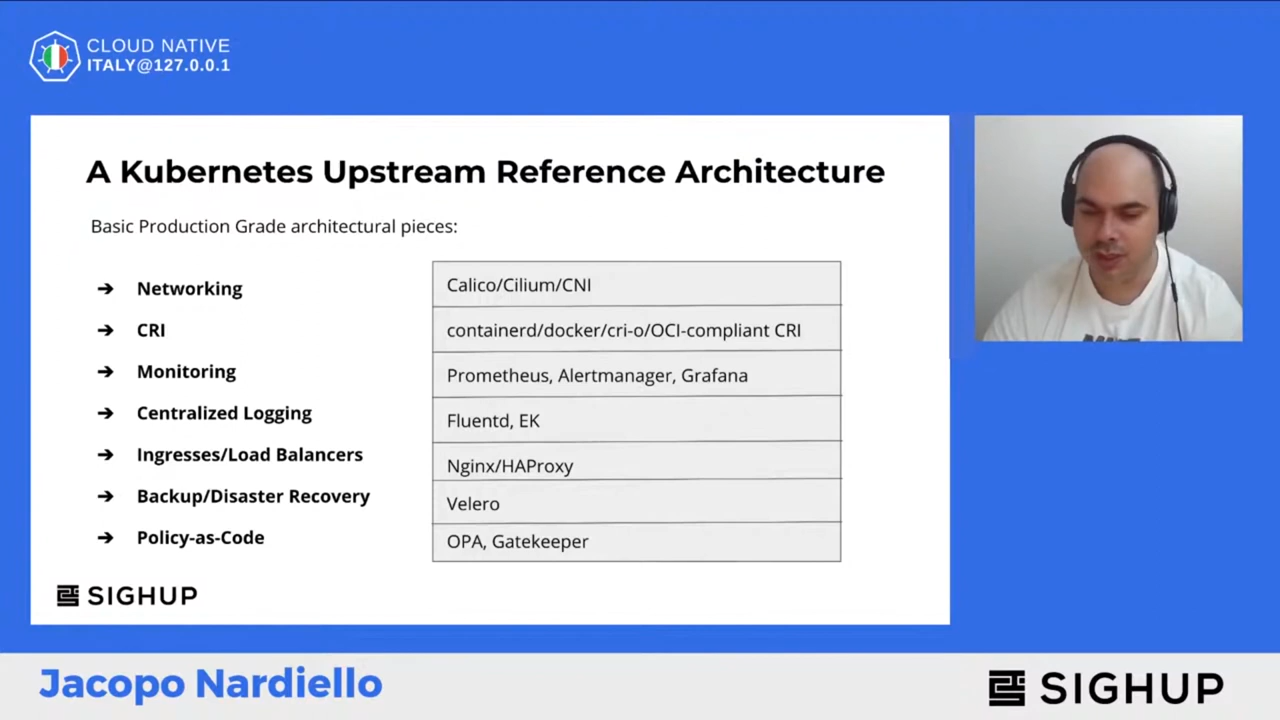 CLOUD NATIVE
ITALY@127.0.0.1
A Kubernetes Upstream Reference Architecture
Basic Production Grade architectural pieces:
➔ Networking
Calico/Cilium/CNI
➔ CRI
containerd/docker/cri-o/OCI-compliant CRI
➔ Monitoring
Prometheus, Alertmanager, Grafana
➔ Centralized Logging
Fluentd, EK
➔ Ingresses/Load Balancers
Nginx/HAProxy
➔ Backup/Disaster Recovery
Velero
➔ Policy-as-Code
OPA, Gatekeeper
SIGHUP
Jacopo Nardiello
SIGHUP